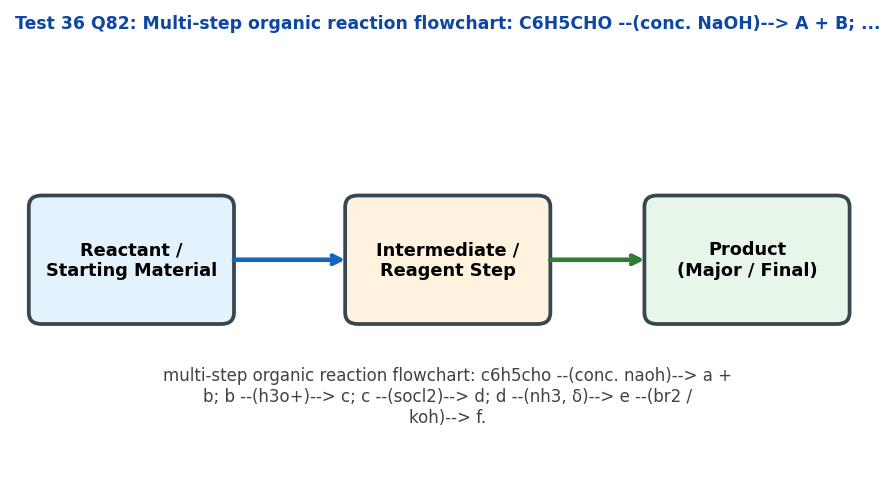 Test 36 Q82: Multi-step organic reaction flowchart: C6H5CHO --(conc. NaOH)--> A + B; ...
Reactant /
Starting Material
Intermediate /
Reagent Step
Product
(Major / Final)
multi-step organic reaction flowchart: c6h5cho --(conc. naoh)--> a +
b; b --(h3o+)--> c; c --(socl2)--> d; d --(nh3, δ)--> e --(br2 /
koh)--> f.